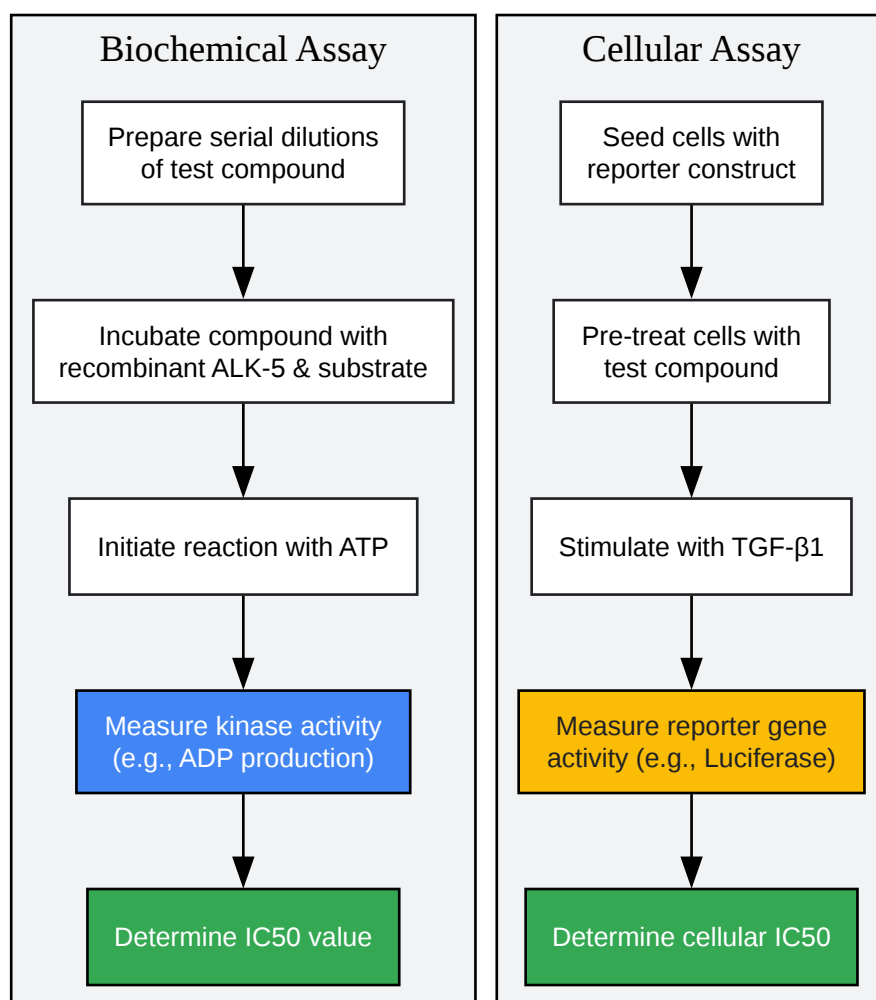 Biochemical Assay
Prepare serial dilutions
of test compound
Incubate compound with
recombinant ALK-5 & substrate
Initiate reaction with ATP
Measure kinase activity
(e.g., ADP production)
Determine IC50 value
Cellular Assay
Seed cells with
reporter construct
Pre-treat cells with
test compound
Stimulate with TGF-β1
Measure reporter gene
activity (e.g., Luciferase)
Determine cellular IC50